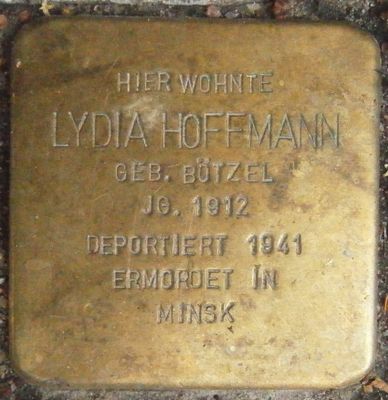 HIER WOHNTE
LYDIA HOFFMANN
GEB. BÖTZEL
JG. 1912
DEPORTIERT 1941
ERMORDET IN
MINSK